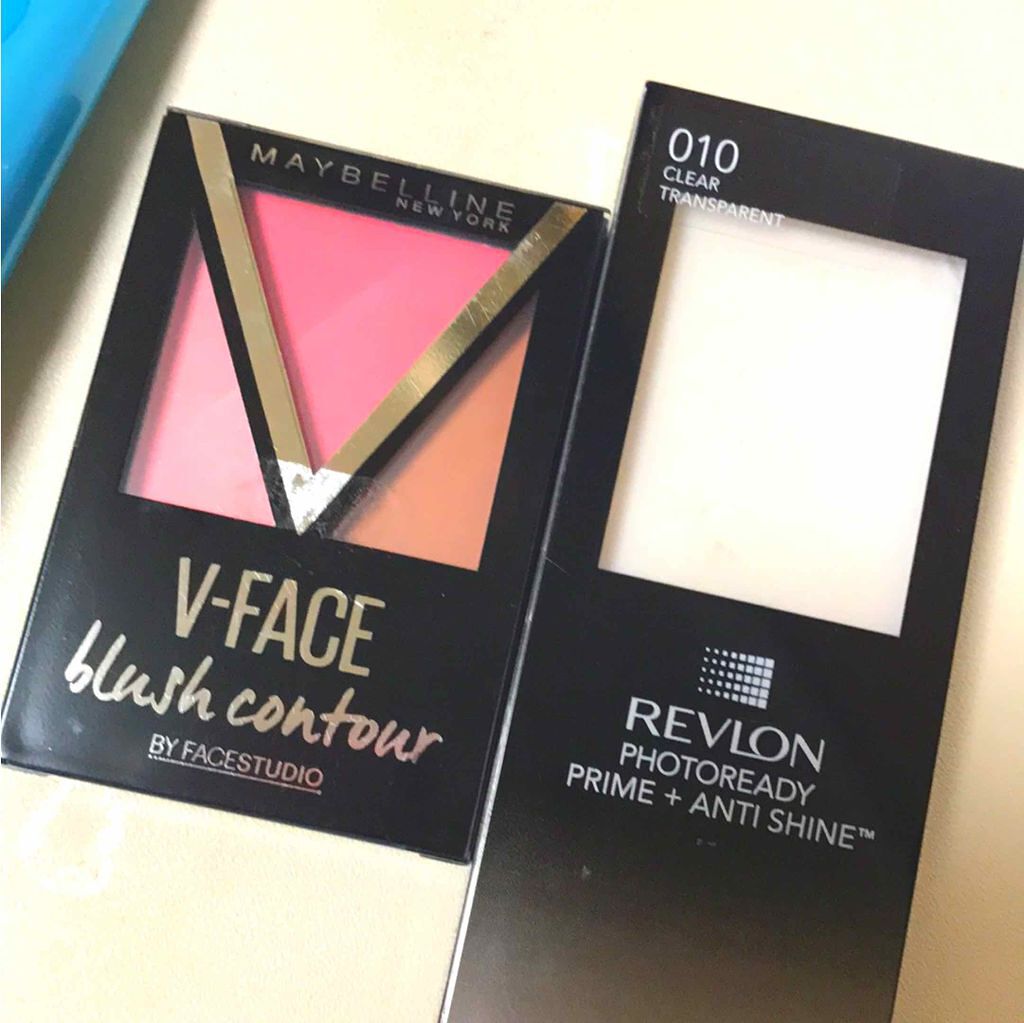 MAYBELLINE
NEW YORK
V-FACE
blush contour
BY FACESTUDIO
010
CLEAR
TRANSPARENT
REVLON
PHOTOREADY
PRIME + ANTI SHINE™